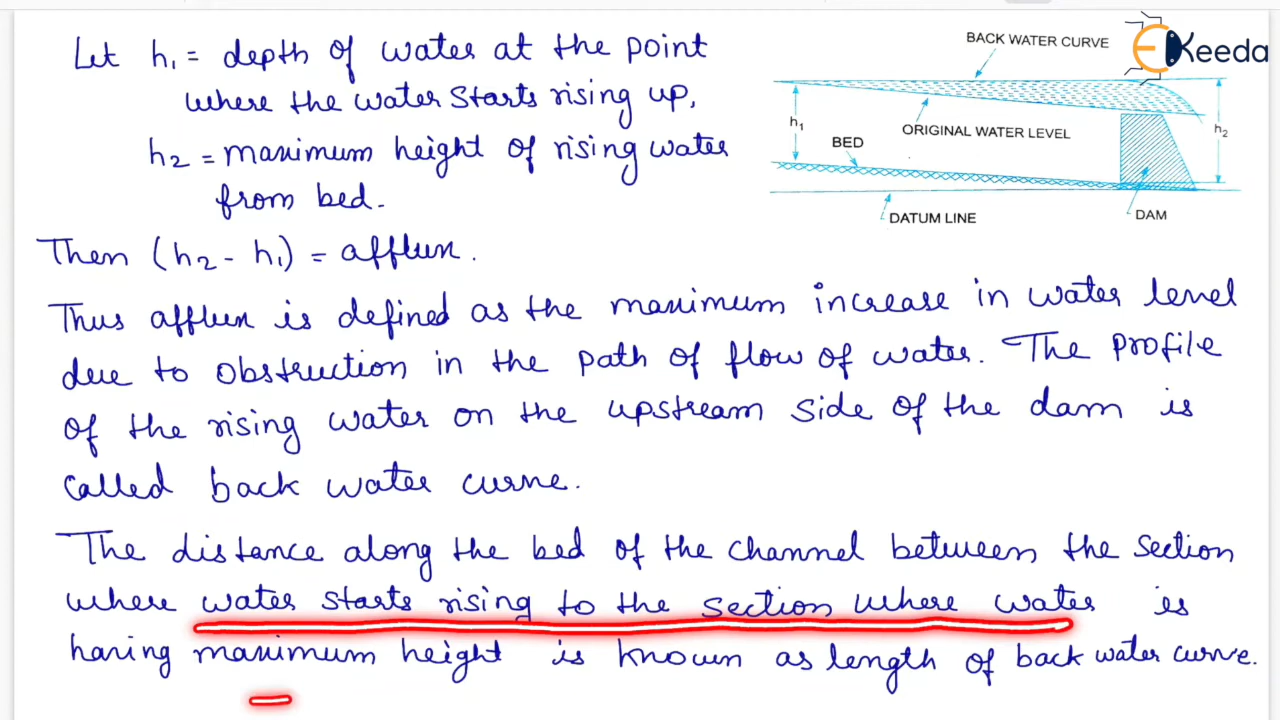 Let h₁ = depth of water at the point
where the water starts rising up,
h₂ = maximum height of rising water
from bed.
BACK WATER CURVE
eKeeda
h₁
ORIGINAL WATER LEVEL
h₂
BED
DATUM LINE
DAM
Then (h₂ - h₁) = afflux.
Thus afflux is defined as the maximum increase in water level
due to obstruction in the path of flow of water. The profile
of the rising water on the upstream side of the dam is
called back water curve.
The distance along the bed of the channel between the section
where water starts rising to the section where water is
having maximum height is known as length of back water curve.